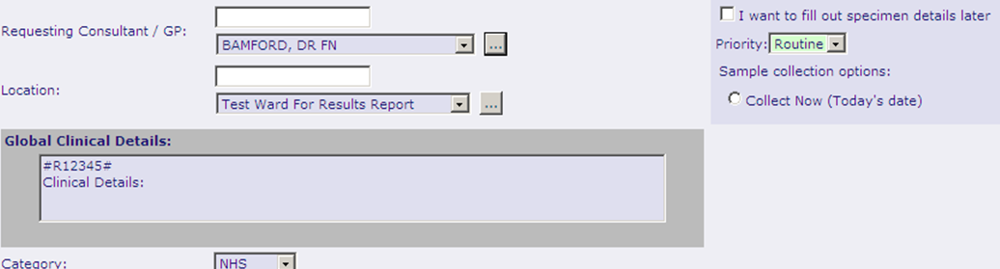 Requesting Consultant / GP:
BAMFORD, DR FN
...
Location:
Test Ward For Results Report
...
I want to fill out specimen details later
Priority: Routine
Sample collection options:
Collect Now (Today's date)
Global Clinical Details:
#R12345#
Clinical Details:
Category: NHS